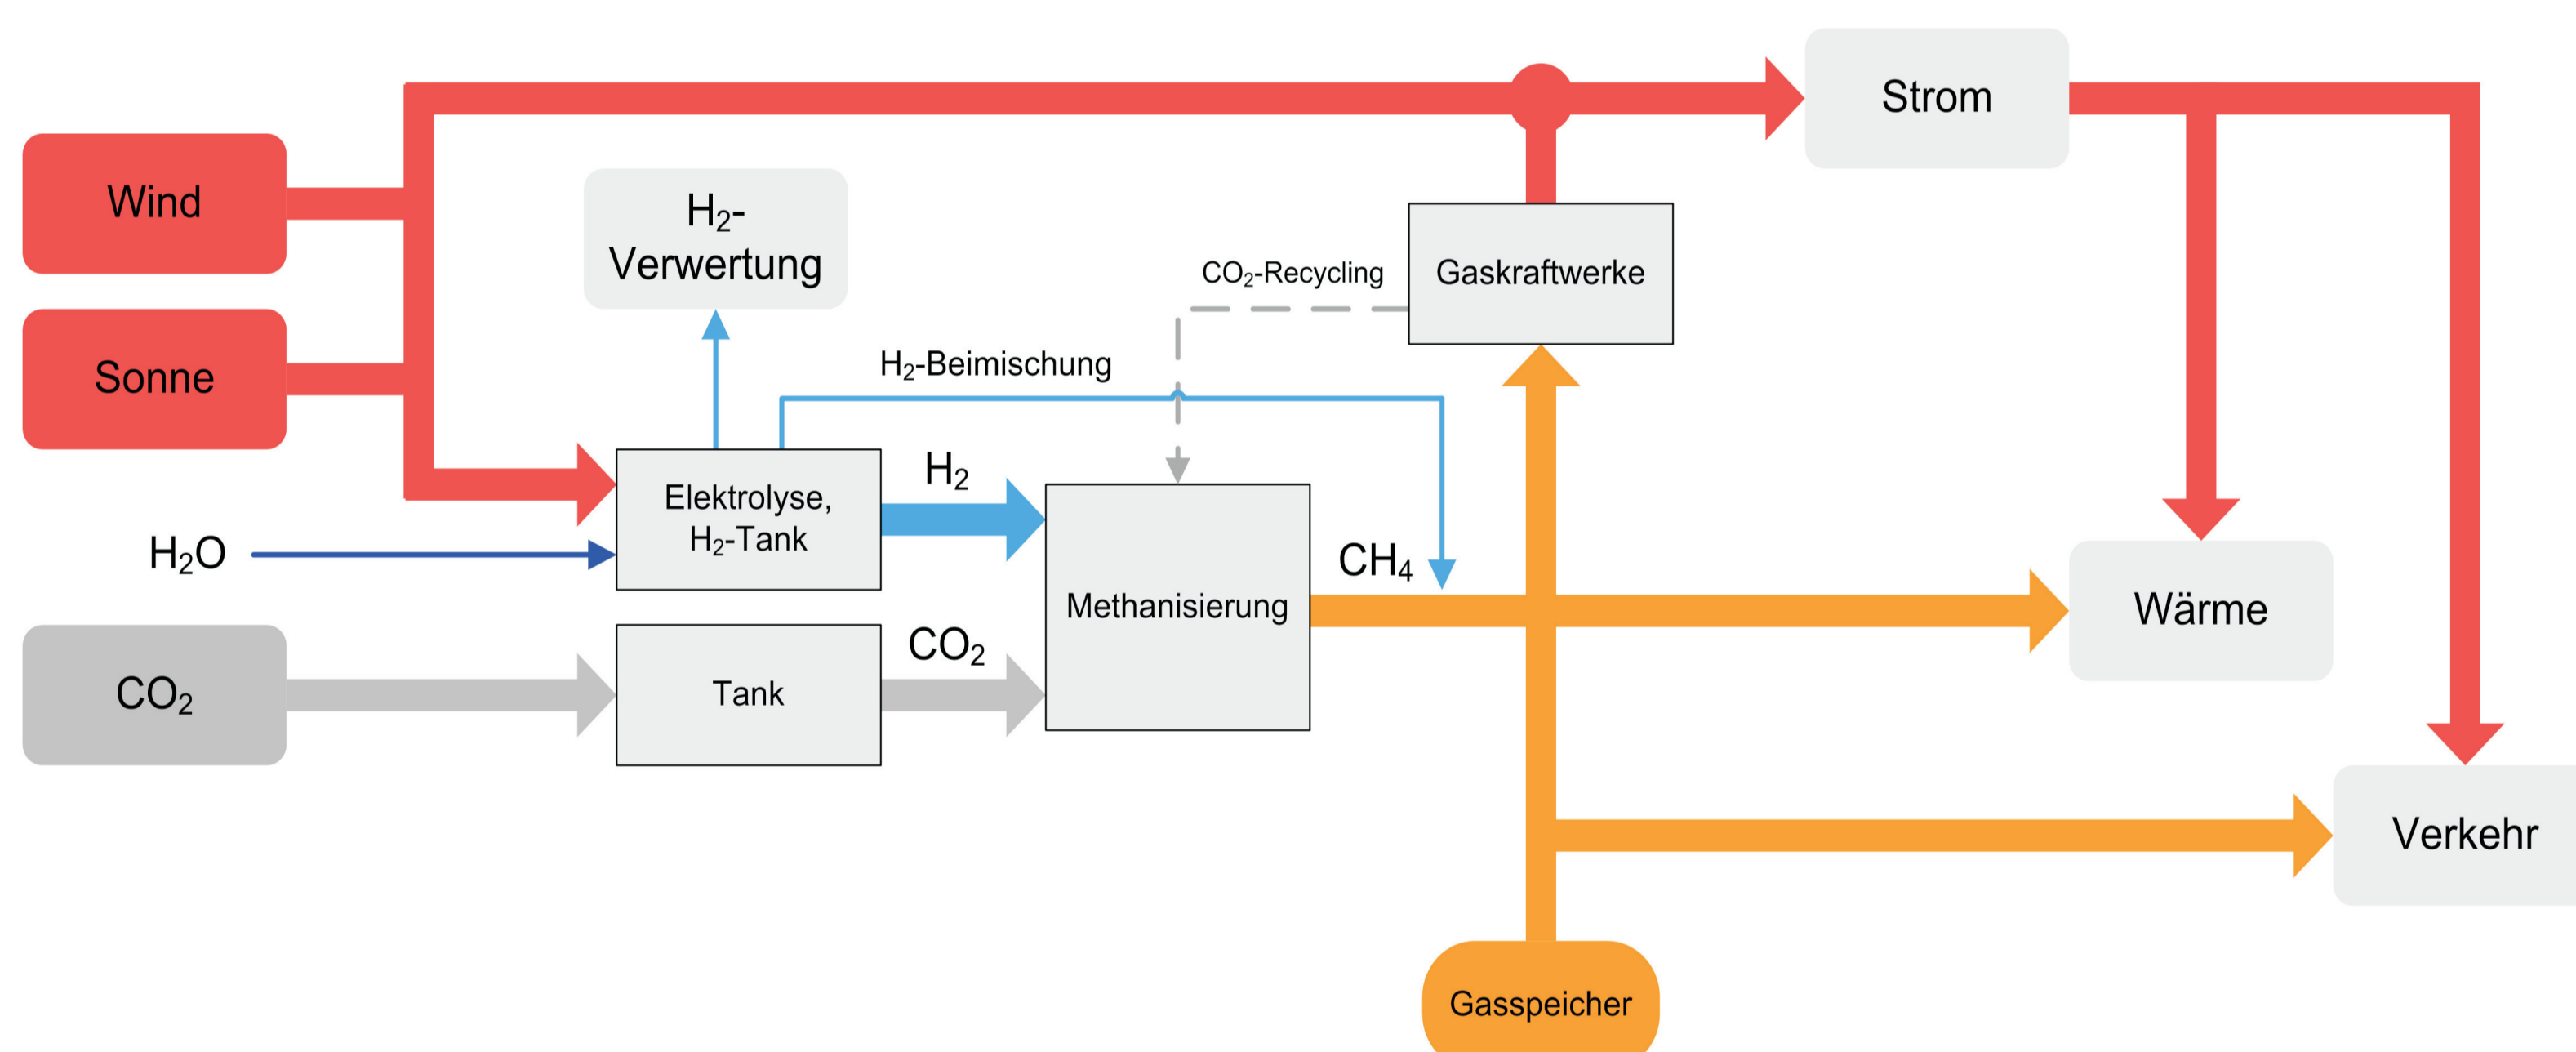 Strom
Wind
H₂-
Verwertung
CO₂-Recycling
Gaskraftwerke
Sonne
H₂-Beimischung
H₂
Elektrolyse,
H₂-Tank
H₂O
CH₄
Methanisierung
Wärme
CO₂
Tank
CO₂
Verkehr
Gasspeicher